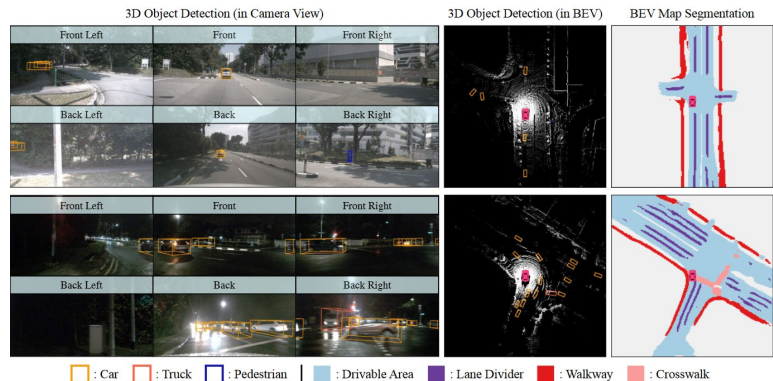 3D Object Detection (in Camera View)
3D Object Detection (in BEV)
BEV Map Segmentation
Front Left
Front
Front Right
Back Left
Back
Back Right
Front Left
Front
Front Right
Back Left
Back
Back Right
: Car
: Truck
: Pedestrian
: Drivable Area
: Lane Divider
: Walkway
: Crosswalk